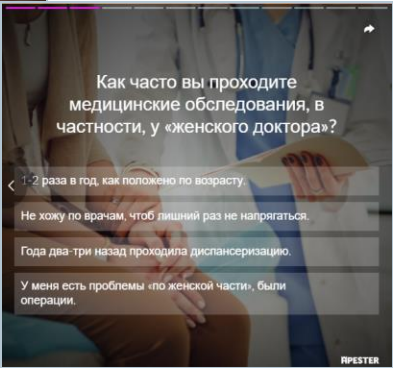 Как часто вы проходите
медицинские обследования, в
частности, у «женского доктора»?
1-2 раза в год, как положено по возрасту.
Не хожу по врачам, чтоб лишний раз не напрягаться.
Года два-три назад проходила диспансеризацию.
У меня есть проблемы «по женской части», были
операции.
APESTER